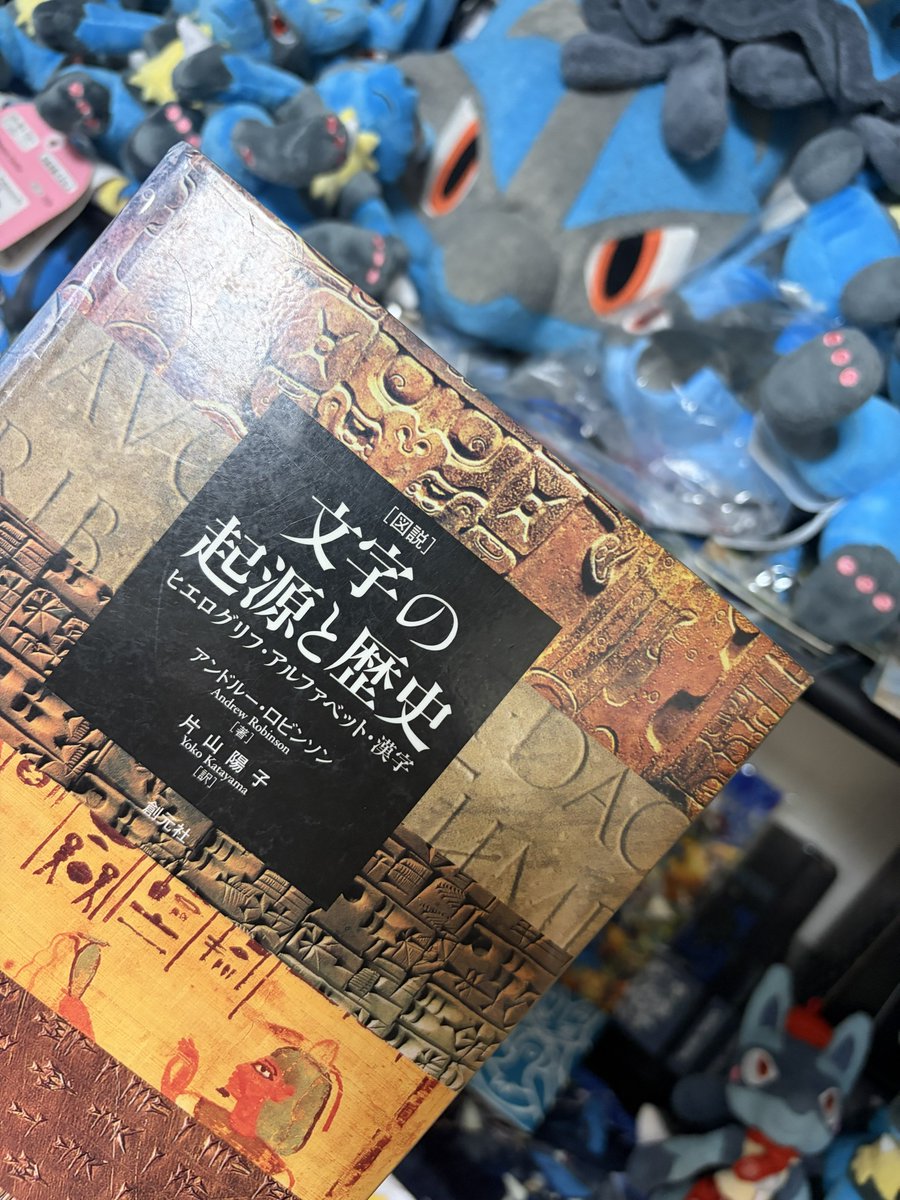 [図説]
文字の
起源と歴史
ヒエログリフ・アルファベット・漢字
アンドルー・ロビンソン
Andrew Robinson
[著]
片山陽子
Yoko Katayama
[訳]
創元社